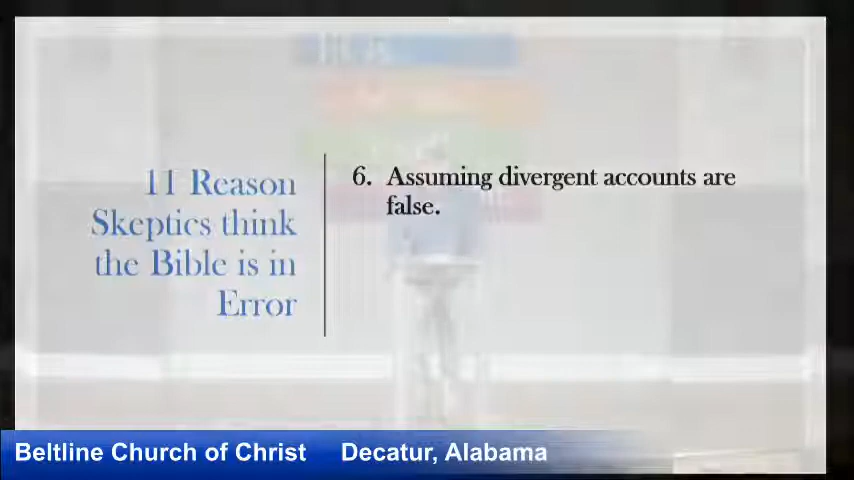 11 Reason
Skeptics think
the Bible is in
Error
6. Assuming divergent accounts are
false.
Beltline Church of Christ Decatur, Alabama